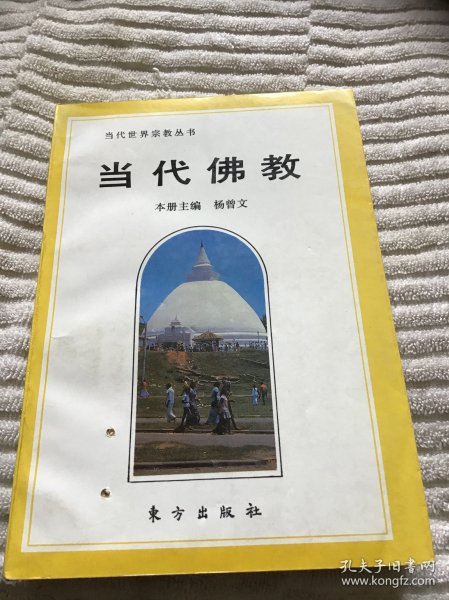 当代世界宗教丛书
当代佛教
本册主编 杨曾文
東方出版社
孔夫子旧书网
www.kongfz.com